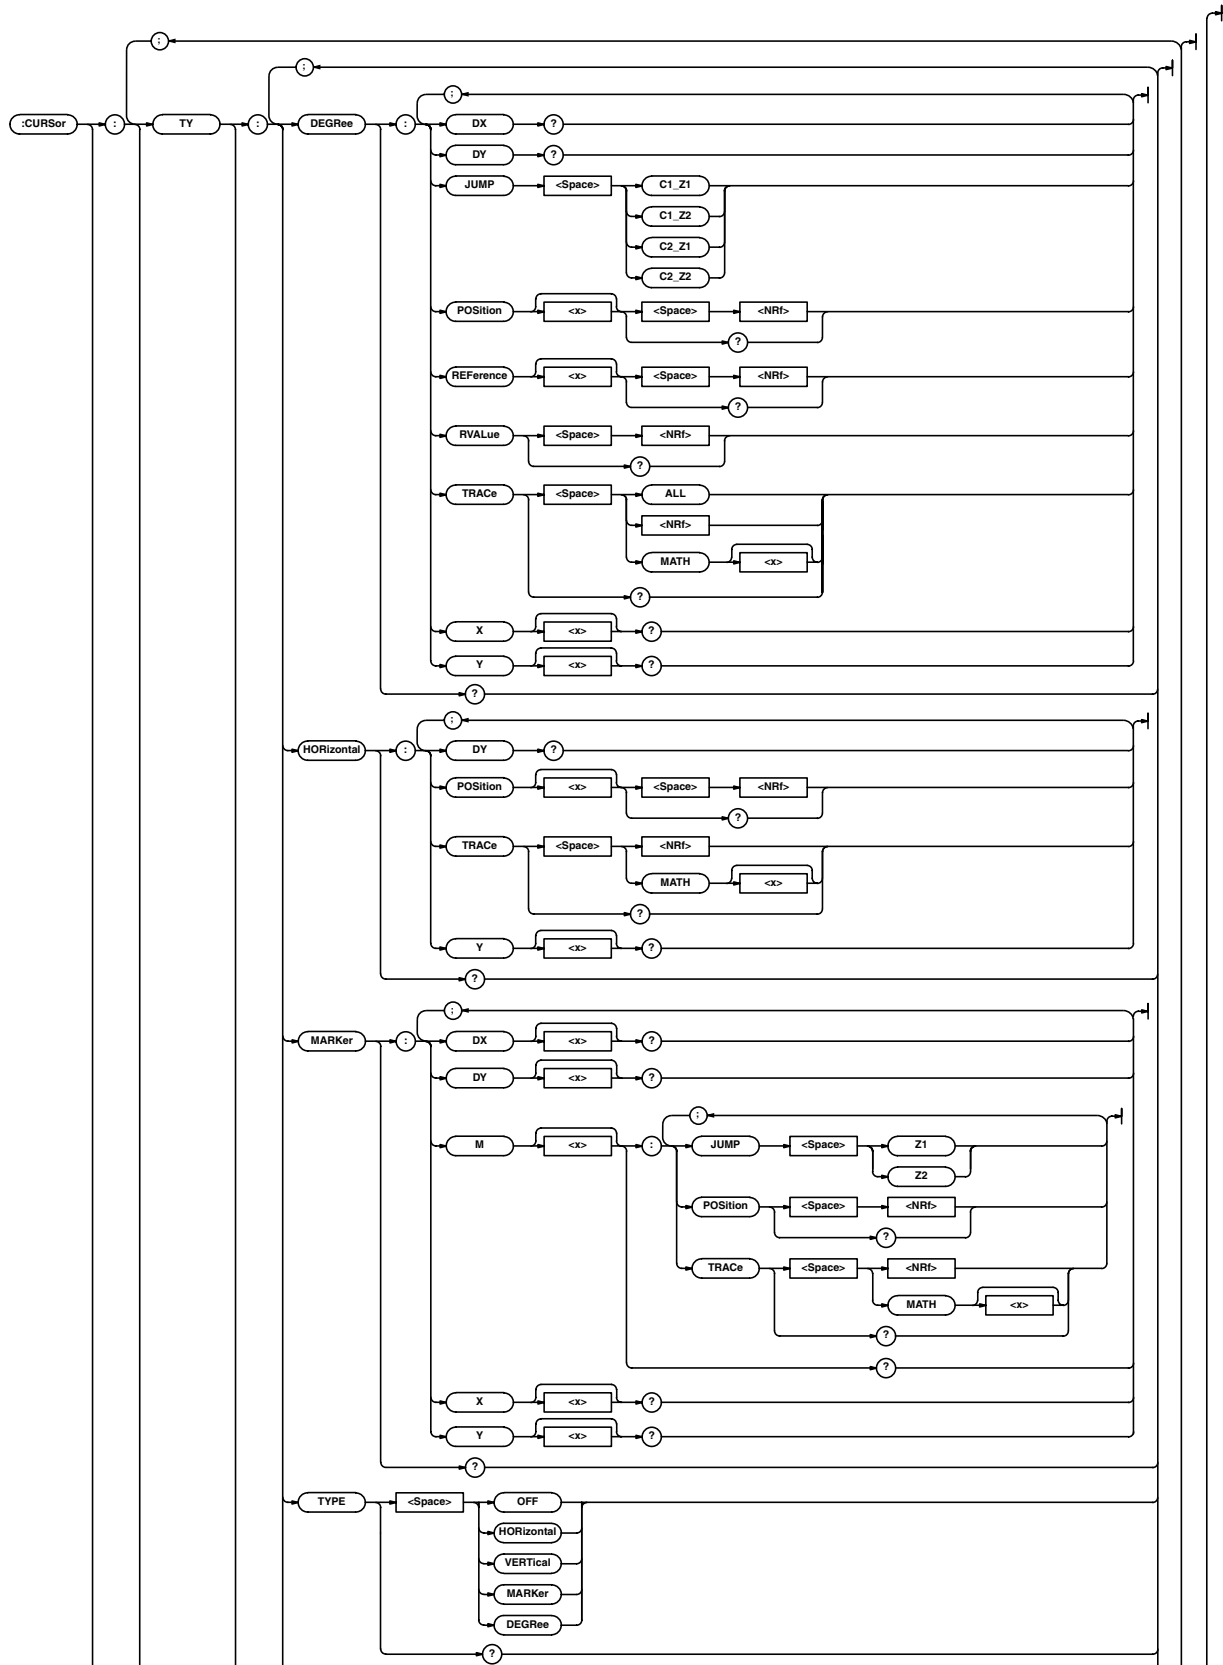 ;
;
;
:CURSor : TY : DEGRee : DX ?
DY ?
JUMP <Space> C1_Z1
C1_Z2
C2_Z1
C2_Z2
POSition <x> <Space> <NRf>
?
REFerence <x> <Space> <NRf>
?
RVALue <Space> <NRf>
?
TRACe <Space> ALL
<NRf>
MATH <x>
?
X <x> ?
Y <x> ?
?
;
HORizontal : DY ?
POSition <x> <Space> <NRf>
?
TRACe <Space> <NRf>
MATH <x>
?
Y <x> ?
?
;
MARKer : DX <x> ?
DY <x> ?
;
M <x> : JUMP <Space> Z1
Z2
POSition <Space> <NRf>
?
TRACe <Space> <NRf>
MATH <x>
?
?
X <x> ?
Y <x> ?
?
TYPE <Space> OFF
HORizontal
VERTical
MARKer
DEGRee
?